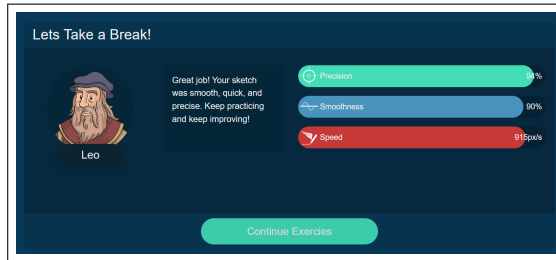 Lets Take a Break!
Great job! Your sketch
was smooth, quick, and
precise. Keep practicing
and keep improving!
Precision 94%
Smoothness 90%
Speed 915px/s
Leo
Continue Exercies